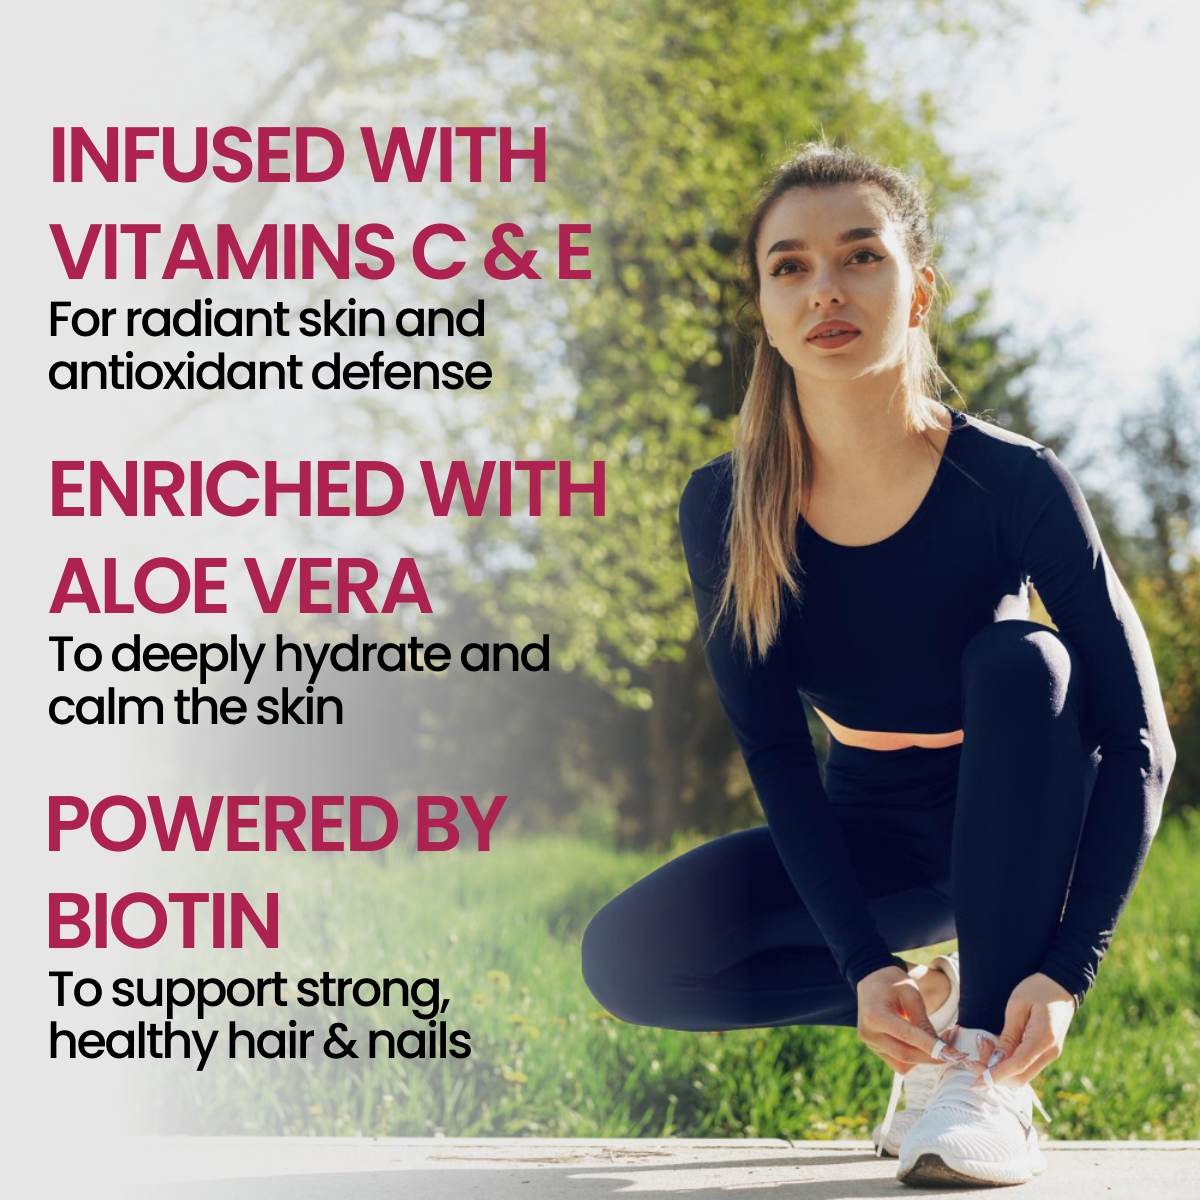 INFUSED WITH
VITAMINS C & E
For radiant skin and
antioxidant defense
ENRICHED WITH
ALOE VERA
To deeply hydrate and
calm the skin
POWERED BY
BIOTIN
To support strong,
healthy hair & nails